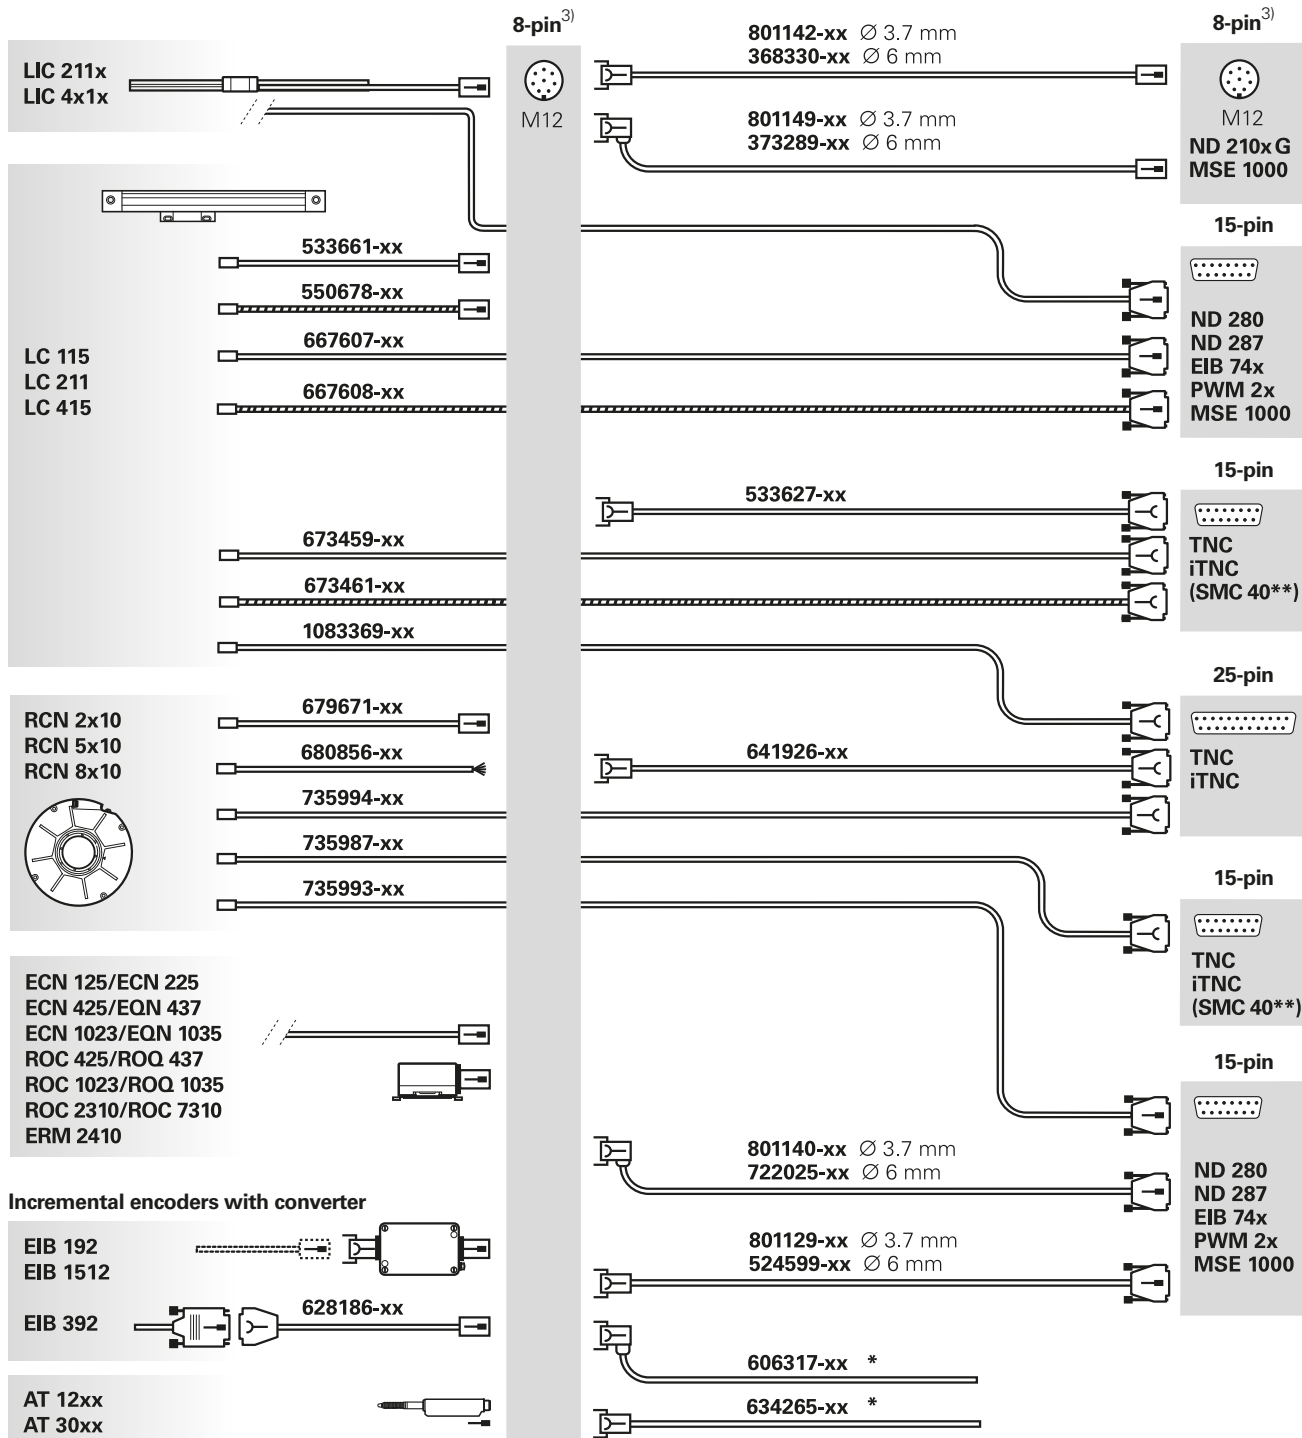 8-pin3)
LIC 211x
LIC 4x1x
M12
801142-xx Ø 3.7 mm
368330-xx Ø 6 mm
801149-xx Ø 3.7 mm
373289-xx Ø 6 mm
8-pin3)
M12
ND 210x G
MSE 1000
LC 115
LC 211
LC 415
533661-xx
550678-xx
667607-xx
667608-xx
15-pin
ND 280
ND 287
EIB 74x
PWM 2x
MSE 1000
533627-xx
673459-xx
673461-xx
1083369-xx
15-pin
TNC
iTNC
(SMC 40**)
RCN 2x10
RCN 5x10
RCN 8x10
679671-xx
680856-xx
735994-xx
735987-xx
735993-xx
641926-xx
25-pin
TNC
iTNC
15-pin
TNC
iTNC
(SMC 40**)
ECN 125/ECN 225
ECN 425/EQN 437
ECN 1023/EQN 1035
ROC 425/ROQ 437
ROC 1023/ROQ 1035
ROC 2310/ROC 7310
ERM 2410
15-pin
801140-xx Ø 3.7 mm
722025-xx Ø 6 mm
801129-xx Ø 3.7 mm
524599-xx Ø 6 mm
ND 280
ND 287
EIB 74x
PWM 2x
MSE 1000
Incremental encoders with converter
EIB 192
EIB 1512
EIB 392
628186-xx
606317-xx *
634265-xx *
AT 12xx
AT 30xx